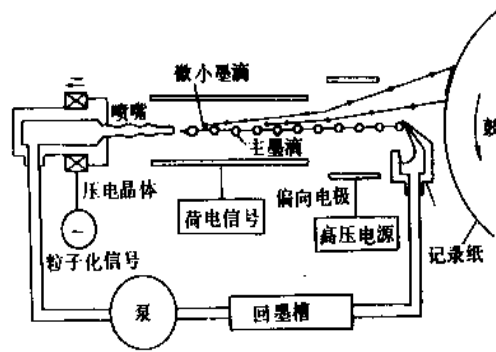 微小墨滴
喷嘴
主墨滴
压电晶体
荷电信号
偏向电极
高压电源
粒子化信号
记录纸
泵
回墨槽